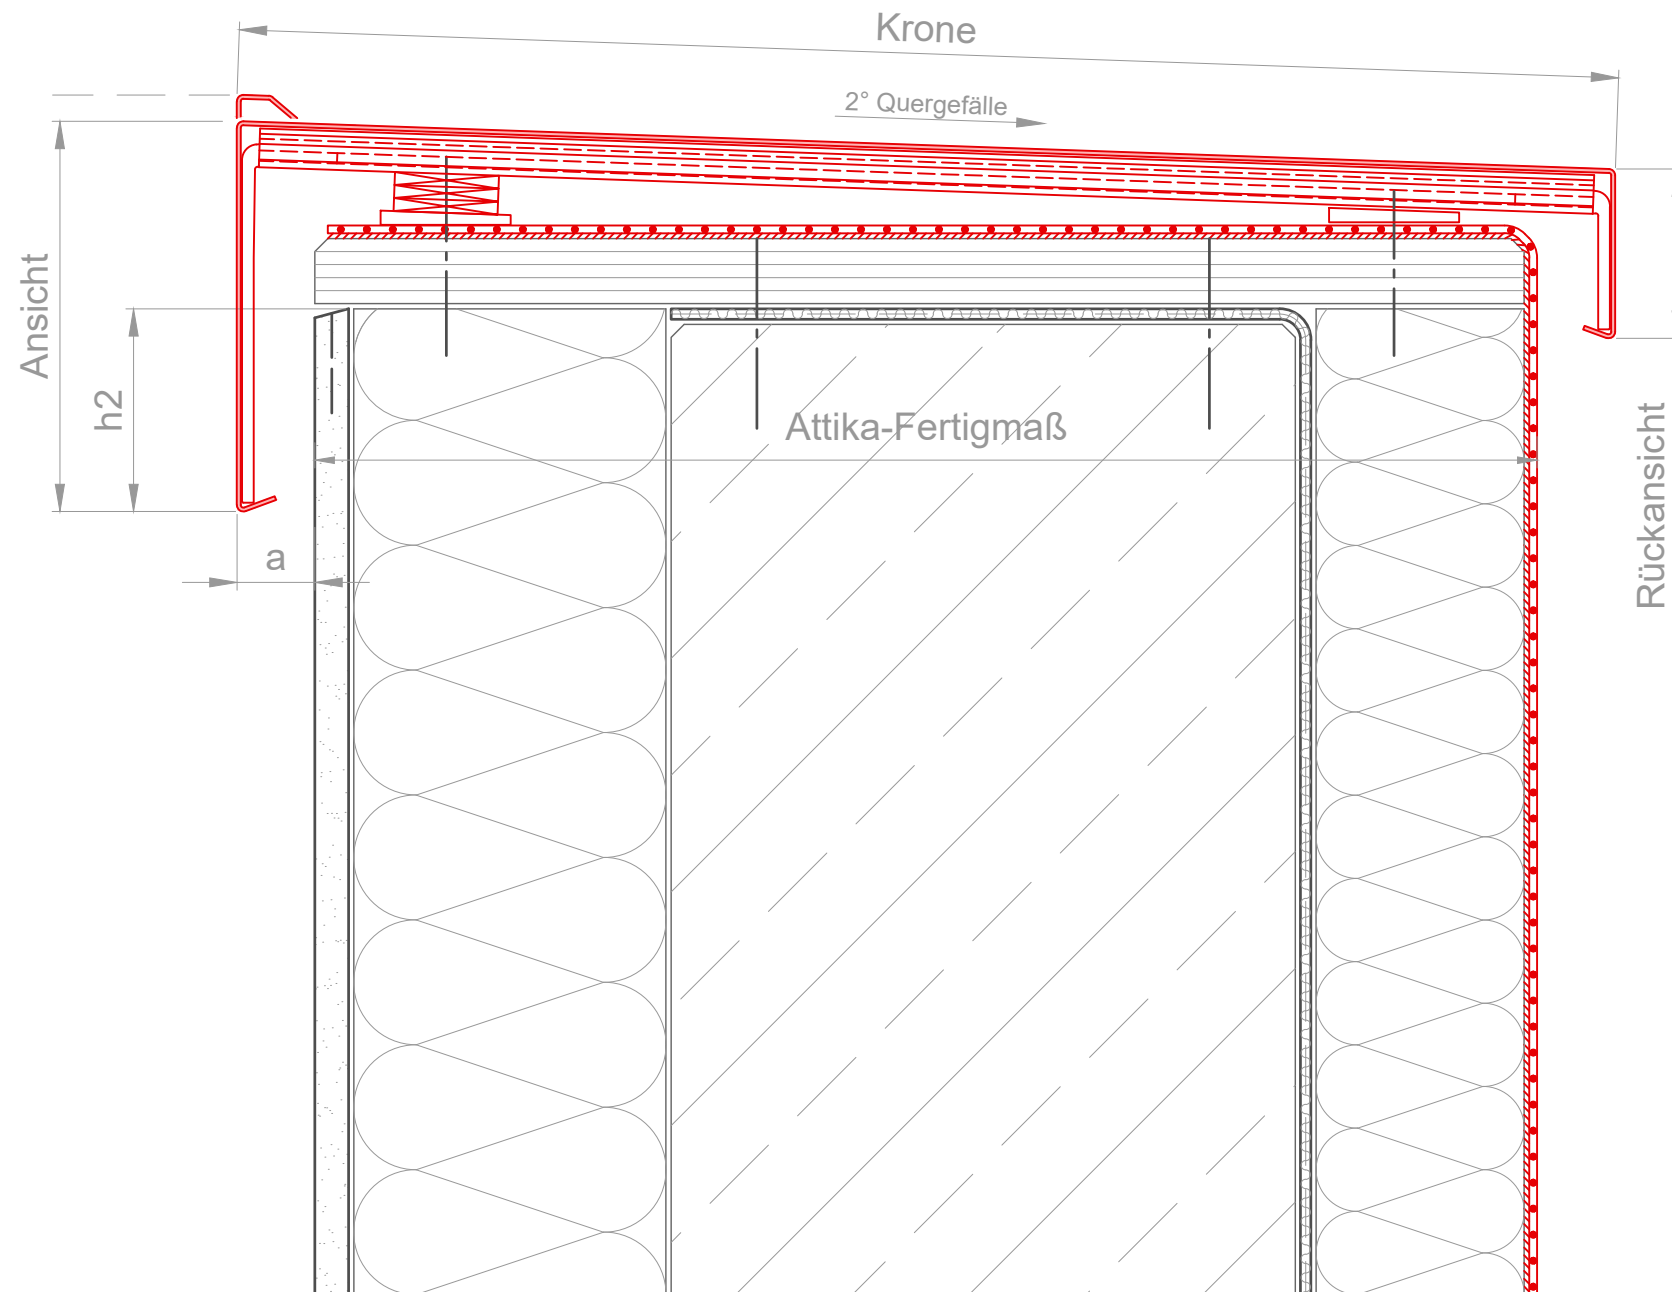 Krone
2° Quergefälle
Ansicht
h2
Attika-Fertigmaß
Rückansicht
a